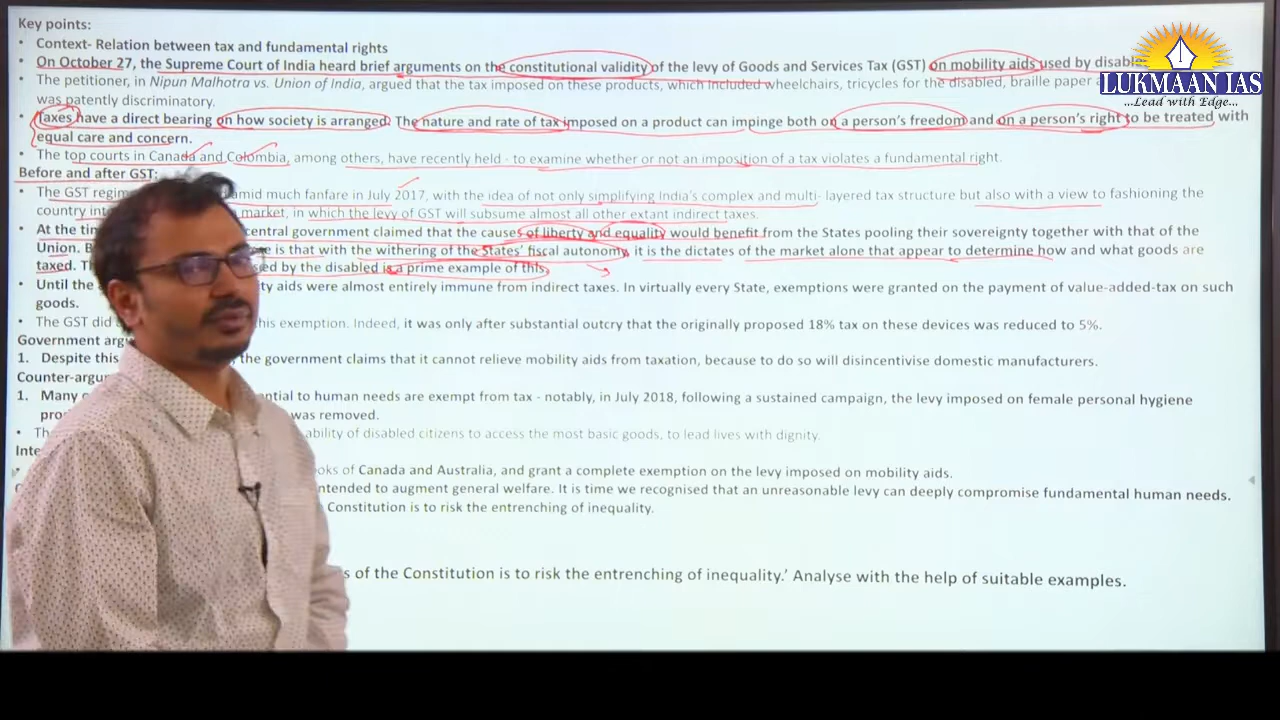 Key points:
• Context- Relation between tax and fundamental rights
• On October 27, the Supreme Court of India heard brief arguments on the constitutional validity of the levy of Goods and Services Tax (GST) on mobility aids used by
• The petitioner, in Nipun Malhotra vs. Union of India, argued that the tax imposed on these products, which included wheelchairs, tricycles for the disabled, braille paper
was patently discriminatory.
• Taxes have a direct bearing on how society is arranged. The nature and rate of tax imposed on a product can impinge both on a person's freedom and on a person's right to be treated with
equal care and concern.
• The top courts in Canada and Colombia, among others, have recently held - to examine whether or not an imposition of a tax violates a fundamental right.
Before and after GST:
• The GST amid much fanfare in July 2017, with the idea of not only simplifying India's complex and multi- layered tax structure but also with a view to fashioning the
country market, in which the levy of GST will subsume almost all other extant indirect taxes.
• At the central government claimed that the causes of liberty and equality would benefit from the States pooling their sovereignty together with that of the
Union. is that with the withering of the States' fiscal autonomy, it is the dictates of the market alone that appear to determine how and what goods are
taxed. by the disabled is a prime example of this.
• Until the aids were almost entirely immune from indirect taxes. In virtually every State, exemptions were granted on the payment of value-added-tax on such
goods.
• The GST did this exemption. Indeed, it was only after substantial outcry that the originally proposed 18% tax on these devices was reduced to 5%.
Government
1. Despite this the government claims that it cannot relieve mobility aids from taxation, because to do so will disincentivise domestic manufacturers.
1. Many to human needs are exempt from tax - notably, in July 2018, following a sustained campaign, the levy imposed on female personal hygiene
was removed.
• of disabled citizens to access the most basic goods, to lead lives with dignity.
of Canada and Australia, and grant a complete exemption on the levy imposed on mobility aids.
to augment general welfare. It is time we recognised that an unreasonable levy can deeply compromise fundamental human needs.
Constitution is to risk the entrenching of inequality.
of the Constitution is to risk the entrenching of inequality.' Analyse with the help of suitable examples.
LUKMAAN IAS
...Lead with Edge...